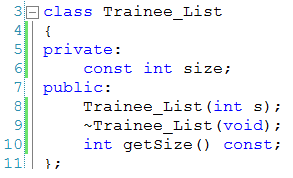 3 class Trainee_List
4 {
5 private:
6     const int size;
7 public:
8     Trainee_List(int s);
9     ~Trainee_List(void);
10     int getSize() const;
11 };